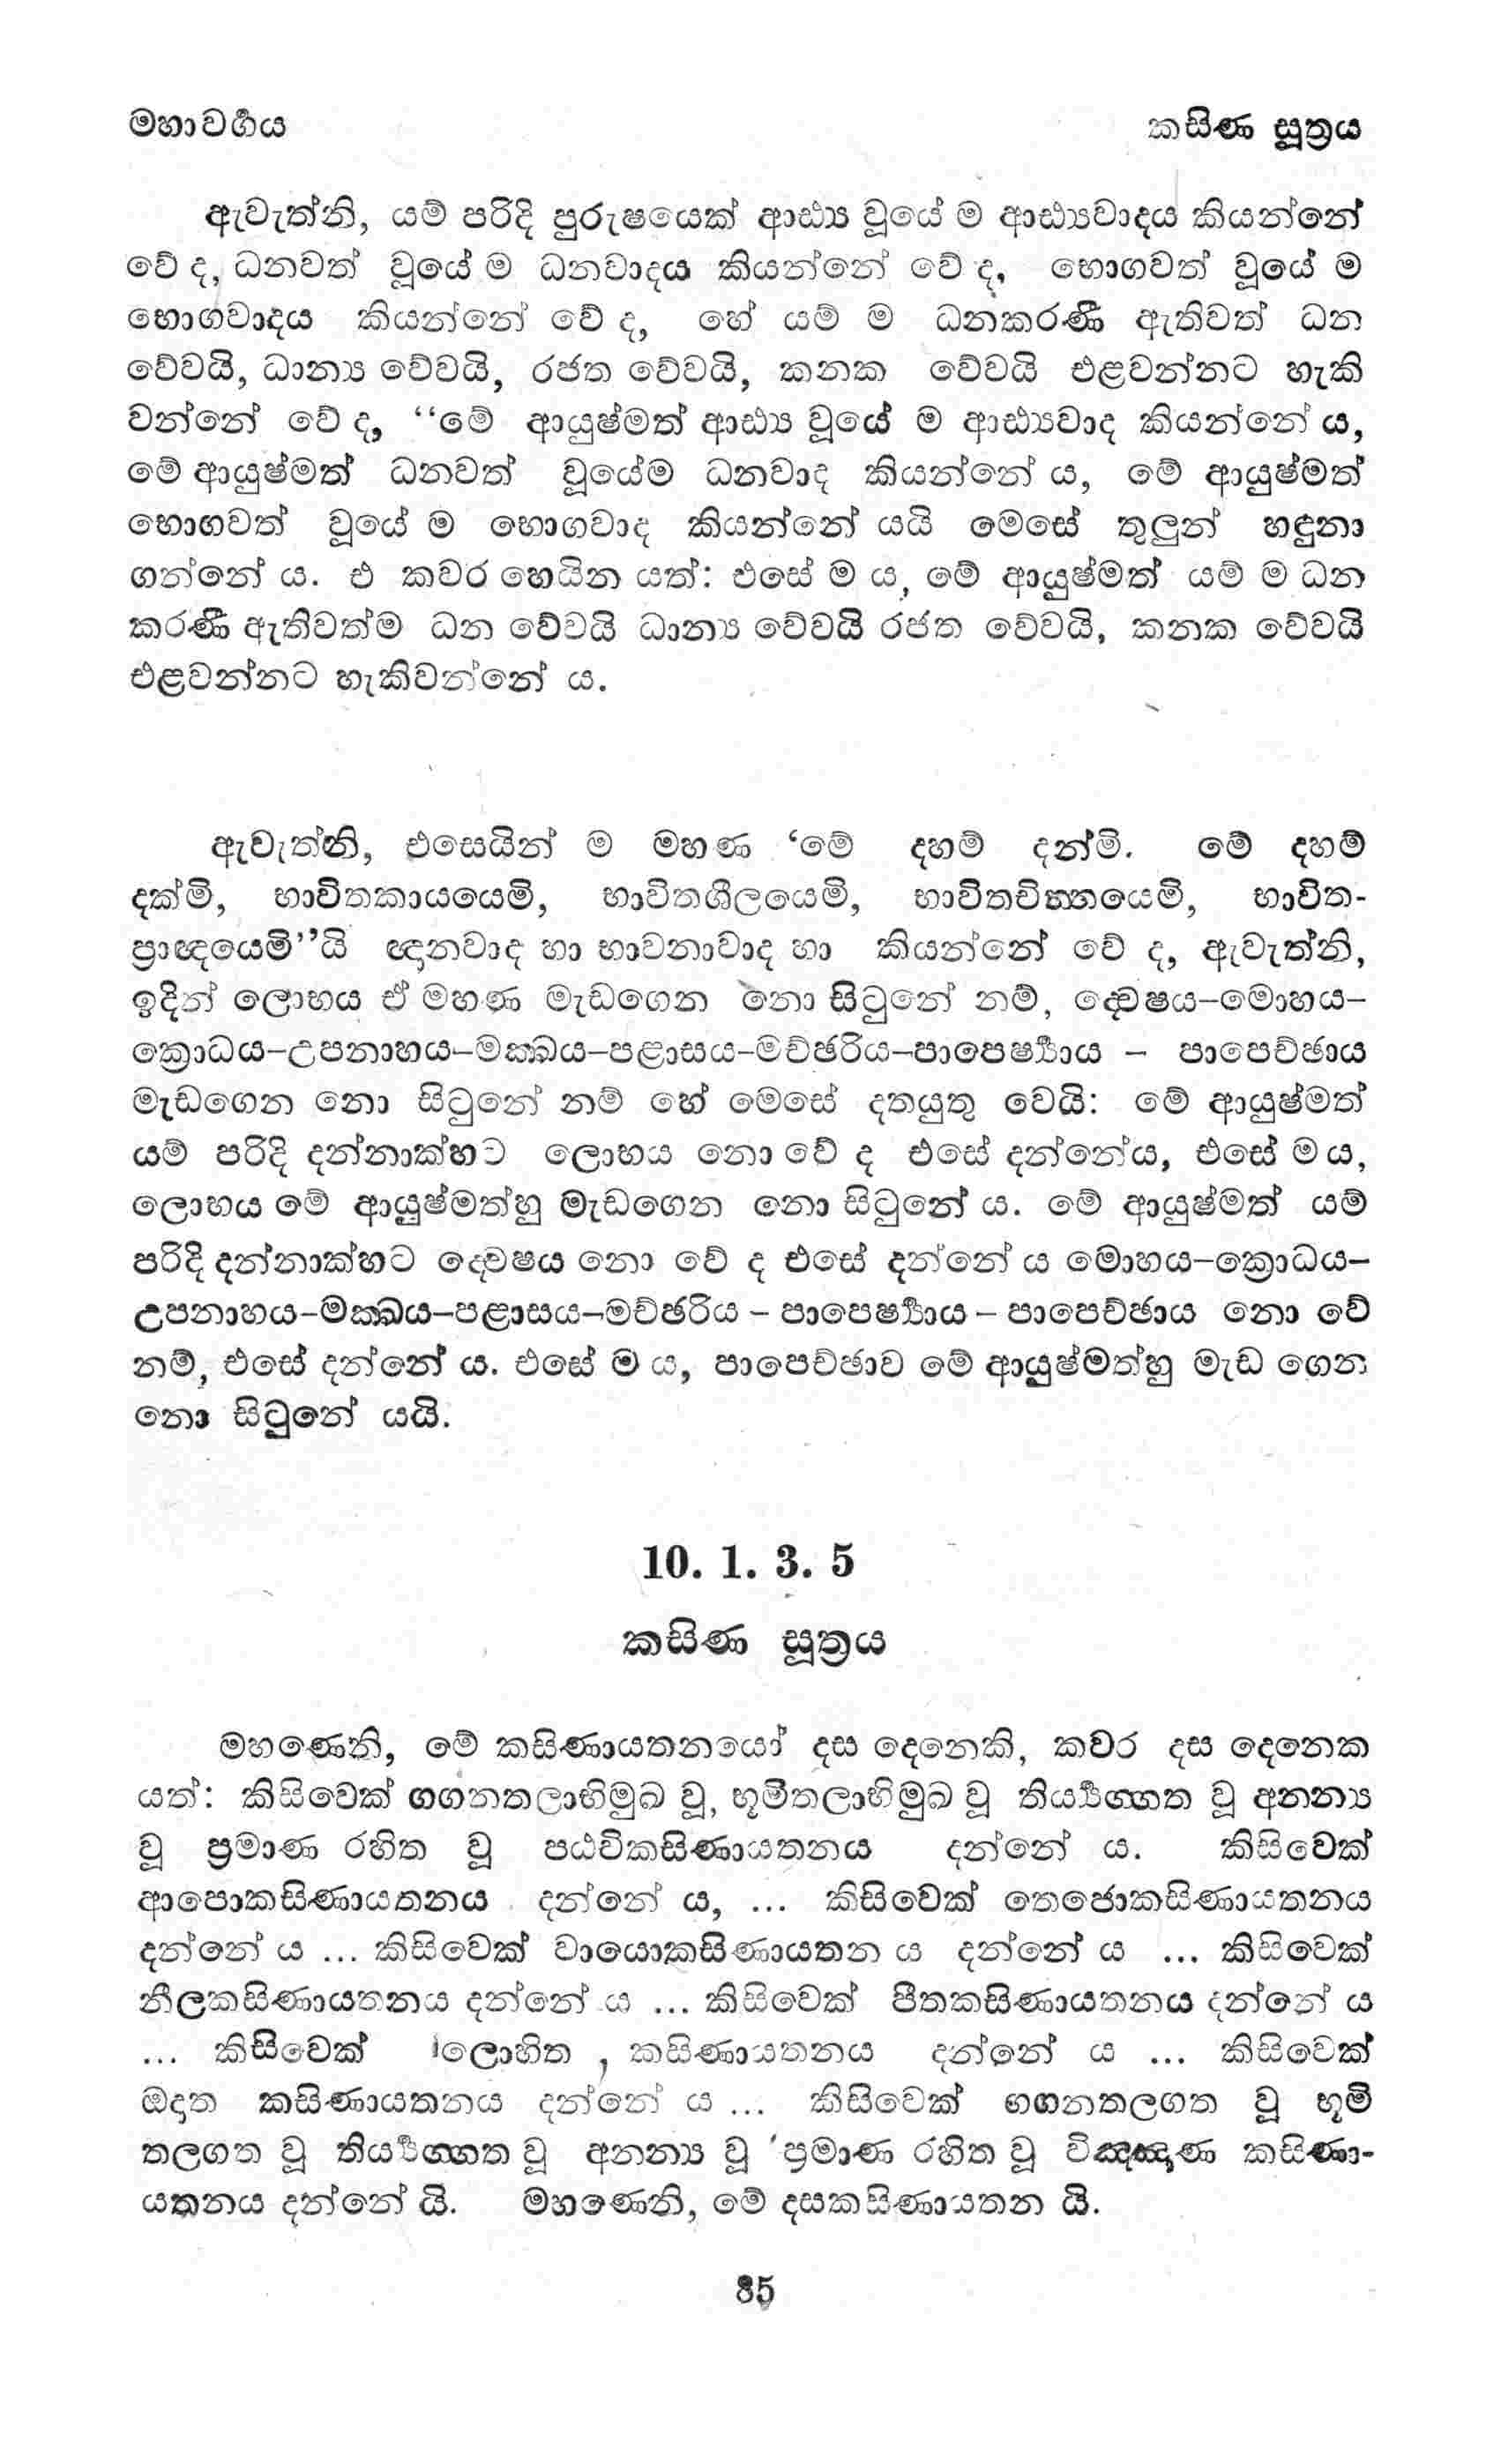 මහාවර්ගය කසිණ සූත්‍රය
ඇවැත්නි, යම් පරිදි පුරුෂයෙක් ආඪ්‍ය වූයේ ම ආඪ්‍යවාදය කියන්නේ
වේ ද, ධනවත් වූයේ ම ධනවාදය කියන්නේ වේ ද, භොගවත් වූයේ ම
භොගවාදය කියන්නේ වේ ද, හේ යම් ම ධනකරණී ඇතිවත් ධන
වේවයි, ධාන්‍ය වේවයි, රජත වේවයි, කනක වේවයි එළවන්නට හැකි
වන්නේ වේ ද, “මේ ආයුෂ්මත් ආඪ්‍ය වූයේ ම ආඪ්‍යවාද කියන්නේ ය,
මේ ආයුෂ්මත් ධනවත් වූයේම ධනවාද කියන්නේ ය, මේ ආයුෂ්මත්
භොගවත් වූයේ ම භොගවාද කියන්නේ යයි මෙසේ තුලුන් හඳුනා
ගන්නේ ය. එ කවර හෙයින යත්: එසේ ම ය, මේ ආයුෂ්මත් යම් ම ධන
කරණී ඇතිවත්ම ධන වේවයි ධාන්‍ය වේවයි රජත වේවයි, කනක වේවයි
එළවන්නට හැකිවන්නේ ය.
ඇවැත්නි, එසෙයින් ම මහණ ‘මේ දහම් දන්මි. මේ දහම්
දක්මි, භාවිතකායයෙමි, භාවිතශීලයෙමි, භාවිතචිත්තයෙමි, භාවිත-
ප්‍රාඥයෙමි”යි ඥානවාද හා භාවනාවාද හා කියන්නේ වේ ද, ඇවැත්නි,
ඉදින් ලොභය ඒ මහණ මැඩගෙන නො සිටුනේ නම්, ද්වෙෂය–මොහය–
ක්‍රොධය–උපනාහය–මක්ඛය–පළාසය–මච්ඡරිය–පාපෙර්ෂ්‍යාය – පාපෙච්ඡාය
මැඩගෙන නො සිටුනේ නම් හේ මෙසේ දතයුතු වෙයි: මේ ආයුෂ්මත්
යම් පරිදි දන්නාක්හට ලොභය නො වේ ද එසේ දන්නේය, එසේ ම ය,
ලොභය මේ ආයුෂ්මත්හු මැඩගෙන නො සිටුනේ ය. මේ ආයුෂ්මත් යම්
පරිදි දන්නාක්හට ද්වෙෂය නො වේ ද එසේ දන්නේ ය මොහය–ක්‍රොධය–
උපනාහය–මක්ඛය–පළාසය–මච්ඡරිය – පාපෙර්ෂ්‍යාය – පාපෙච්ඡාය නො වේ
නම්, එසේ දන්නේ ය. එසේ ම ය, පාපෙච්ඡාව මේ ආයුෂ්මත්හු මැඩ ගෙන
නො සිටුනේ යයි.
10. 1. 3. 5
කසිණ සූත්‍රය
මහණෙනි, මේ කසිණායතනයෝ දස දෙනෙකි, කවර දස දෙනෙක
යත්: කිසිවෙක් ගගනතලාභිමුඛ වූ, භූමිතලාභිමුඛ වූ තිර්‍ය්‍යග්ගත වූ අනන්‍ය
වූ ප්‍රමාණ රහිත වූ පඨවිකසිණායතනය දන්නේ ය. කිසිවෙක්
ආපොකසිණායතනය දන්නේ ය, ... කිසිවෙක් තෙජොකසිණායතනය
දන්නේ ය ... කිසිවෙක් වායොකසිණායතන ය දන්නේ ය ... කිසිවෙක්
නීලකසිණායතනය දන්නේ ය ... කිසිවෙක් පීතකසිණායතනය දන්නේ ය
... කිසිවෙක් ලොහිත , කසිණායතනය දන්නේ ය ... කිසිවෙක්
ඔදත කසිණායතනය දන්නේ ය ... කිසිවෙක් ගගනතලගත වූ භූමි
තලගත වූ තිර්‍ය්‍යග්ගත වූ අනන්‍ය වූ ප්‍රමාණ රහිත වූ විඤ්ඤාණ කසිණා-
යතනය දන්නේ යි. මහණෙනි, මේ දසකසිණායතන යි.
85